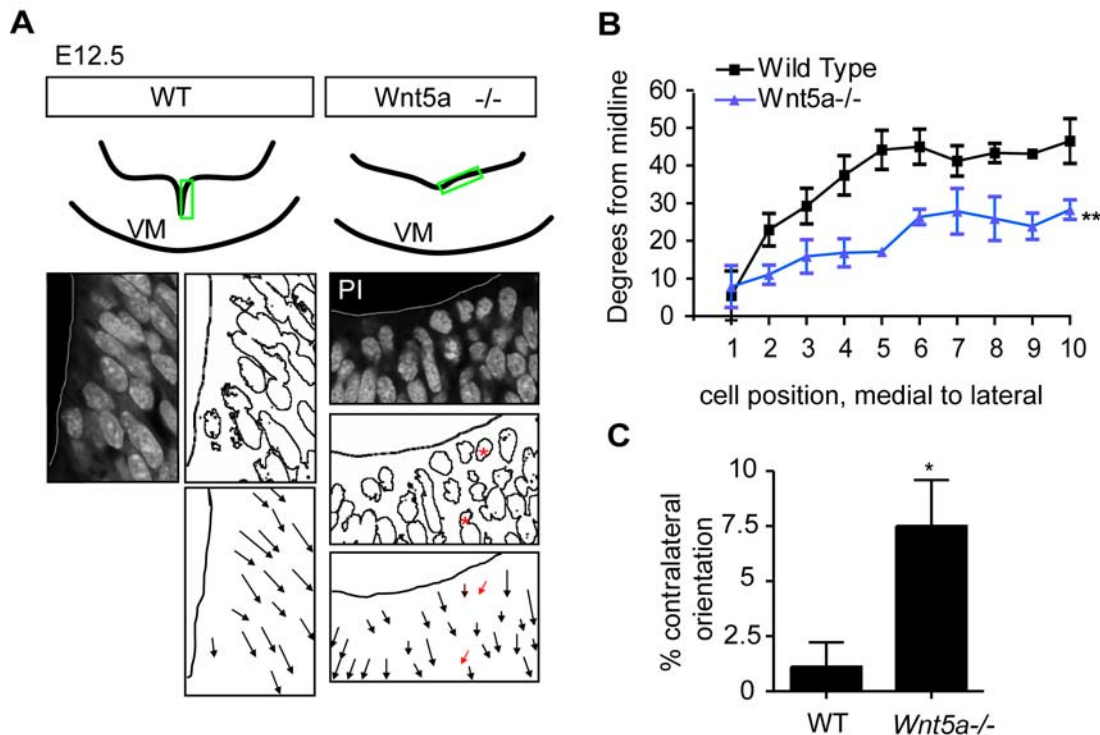 A
E12.5
WT
Wnt5a -/-
VM
VM
PI
*
*
B
Wild Type
Wnt5a-/-
Degrees from midline
60
50
40
30
20
10
0
**
1 2 3 4 5 6 7 8 9 10
cell position, medial to lateral
C
% contralateral
orientation
10
7.5
5
2.5
0
*
WT
Wnt5a-/-